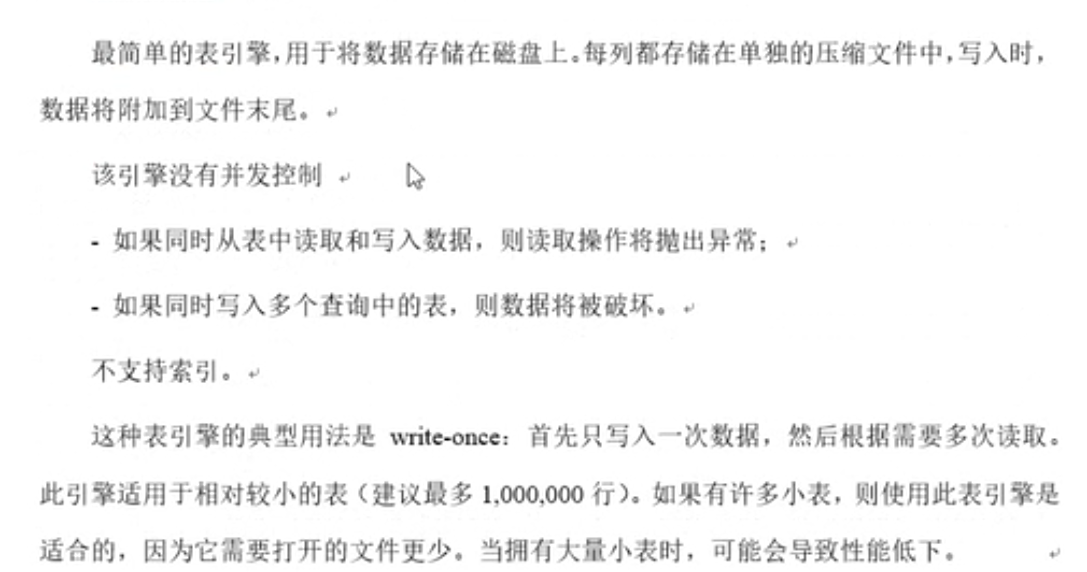 最简单的表引擎,用于将数据存储在磁盘上。每列都存储在单独的压缩文件中,写入时,
数据将附加到文件末尾。
该引擎没有并发控制
- 如果同时从表中读取和写入数据，则读取操作将抛出异常；
- 如果同时写入多个查询中的表，则数据将被破坏。
不支持索引。
这种表引擎的典型用法是 write-once：首先只写入一次数据，然后根据需要多次读取。
此引擎适用于相对较小的表（建议最多 1,000,000 行）。如果有许多小表，则使用此表引擎是
适合的，因为它需要打开的文件更少。当拥有大量小表时，可能会导致性能低下。